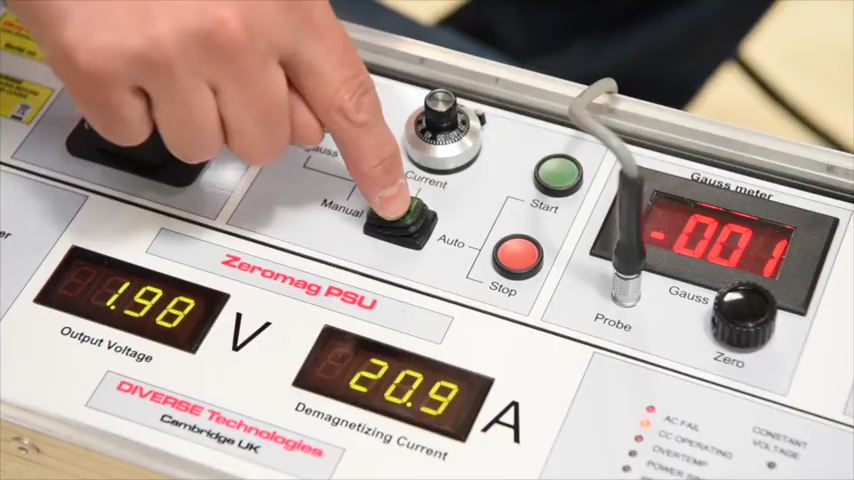 Gauss meter
-001
Gauss
Current
Start
Manual
Auto
Stop
Gauss
Probe
Zero
Zeromag PSU
1.98
V
Output Voltage
20.9
A
Demagnetizing Current
DIVERSE Technologies
Cambridge UK
AC FAIL
CC OPERATING
OVERTEMP
CONSTANT
VOLTAGE